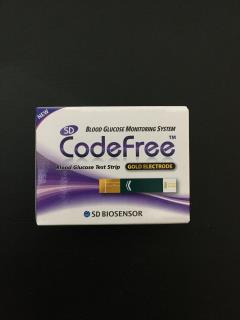 NEW
BLOOD GLUCOSE MONITORING SYSTEM
SD
CodeFree™
Blood Glucose Test Strip GOLD ELECTRODE
SD BIOSENSOR